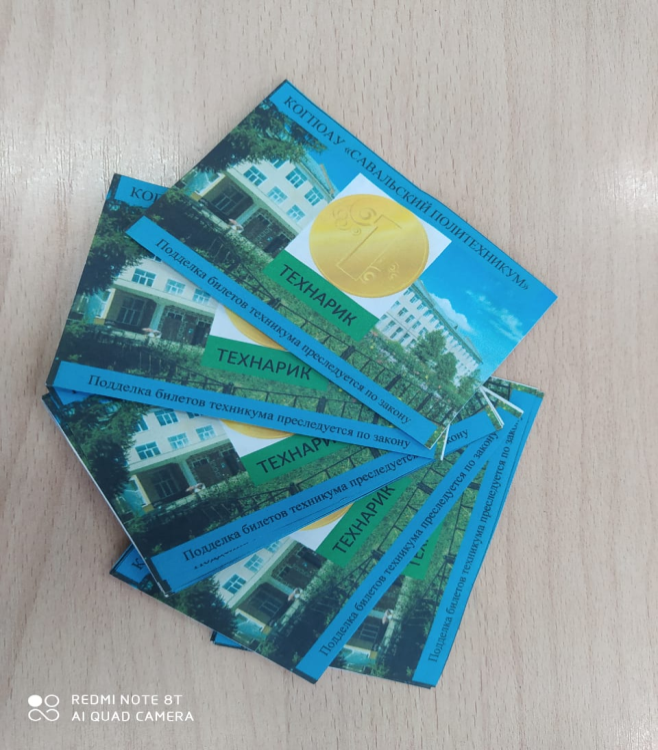 КОГПОАУ «САВАЛЬСКИЙ ПОЛИТЕХНИКУМ»
1
ТЕХНАРИК
Подделка билетов техникума преследуется по закону
ТЕХНАРИК
Подделка билетов техникума преследуется по закону
ТЕХНАРИК
Подделка билетов техникума преследуется закону
ТЕХНАРИК
Подделка билетов техникума преследуется по закону
Подделка билетов техникума преследуется по
REDMI NOTE 8T
AI QUAD CAMERA